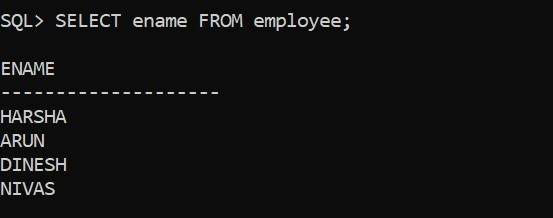 SQL> SELECT ename FROM employee;
ENAME
--------------------
HARSHA
ARUN
DINESH
NIVAS